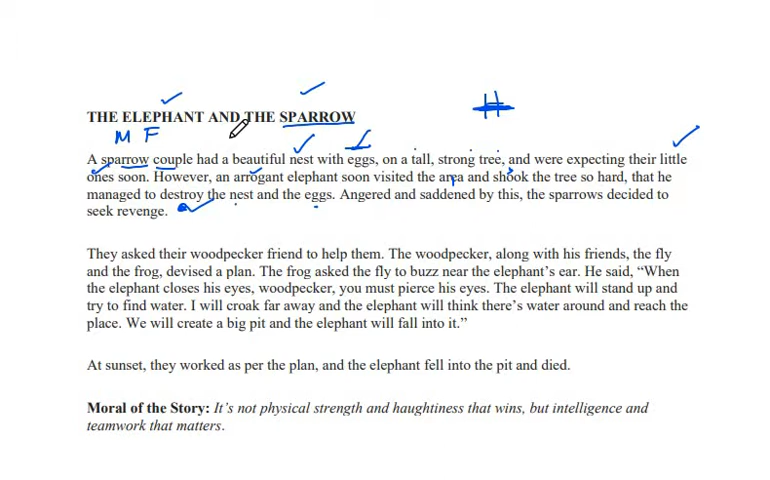 THE ELEPHANT AND THE SPARROW
M F
A sparrow couple had a beautiful nest with eggs, on a tall, strong tree, and were expecting their little
ones soon. However, an arrogant elephant soon visited the area and shook the tree so hard, that he
managed to destroy the nest and the eggs. Angered and saddened by this, the sparrows decided to
seek revenge.
They asked their woodpecker friend to help them. The woodpecker, along with his friends, the fly
and the frog, devised a plan. The frog asked the fly to buzz near the elephant's ear. He said, “When
the elephant closes his eyes, woodpecker, you must pierce his eyes. The elephant will stand up and
try to find water. I will croak far away and the elephant will think there's water around and reach the
place. We will create a big pit and the elephant will fall into it.”
At sunset, they worked as per the plan, and the elephant fell into the pit and died.
Moral of the Story: It's not physical strength and haughtiness that wins, but intelligence and
teamwork that matters.